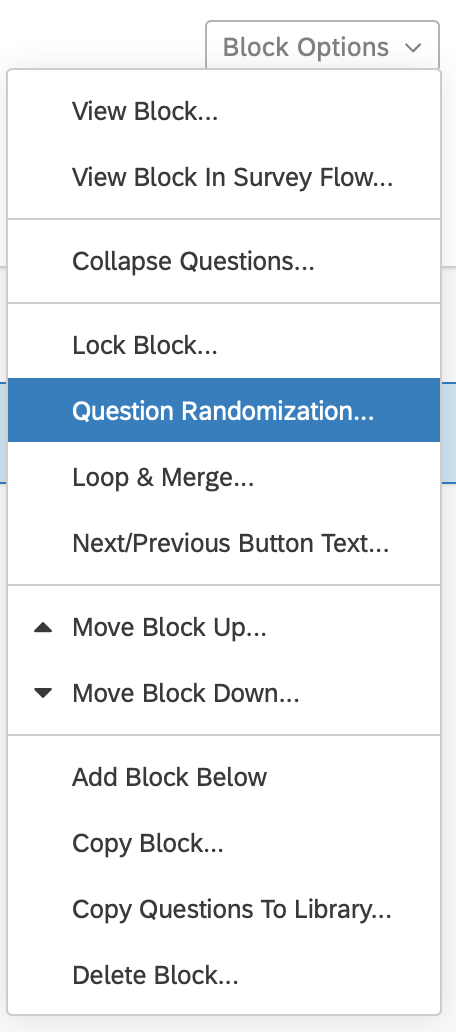 Block Options
View Block...
View Block In Survey Flow...
Collapse Questions...
Lock Block...
Question Randomization...
Loop & Merge...
Next/Previous Button Text...
Move Block Up...
Move Block Down...
Add Block Below
Copy Block...
Copy Questions To Library...
Delete Block...